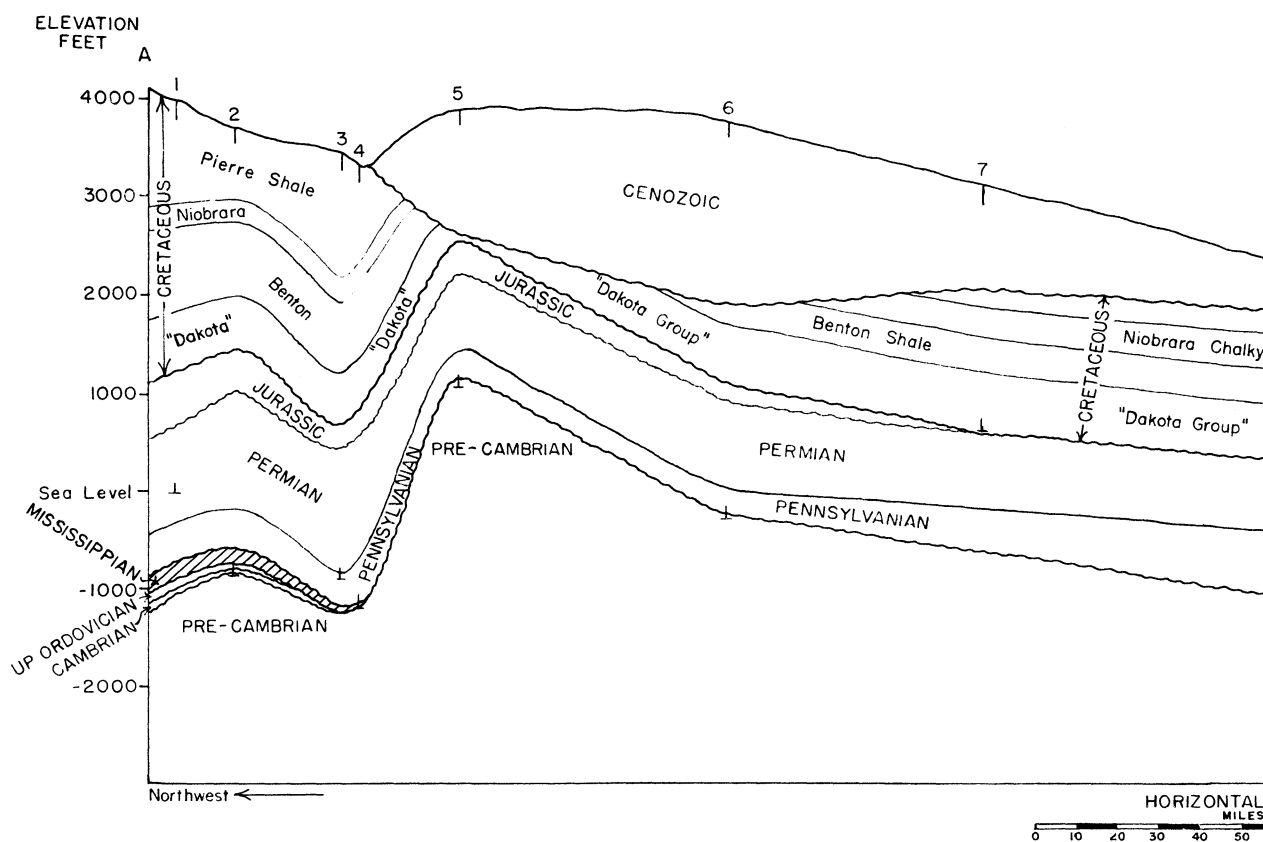 ELEVATION
FEET
A
1
2
3
4
5
6
7
4000
3000
2000
1000
Sea Level
-1000
-2000
Pierre Shale
Niobrara
CRETACEOUS
Benton
"Dakota"
"Dakota"
JURASSIC
PERMIAN
MISSISSIPPIAN
UP ORDOVICIAN
CAMBRIAN
PRE-CAMBRIAN
PENNSYLVANIAN
PRE-CAMBRIAN
CENOZOIC
JURASSIC
"Dakota Group"
Benton Shale
Niobrara Chalky
CRETACEOUS
"Dakota Group"
PERMIAN
PENNSYLVANIAN
Northwest
HORIZONTAL
MILES
0 10 20 30 40 50